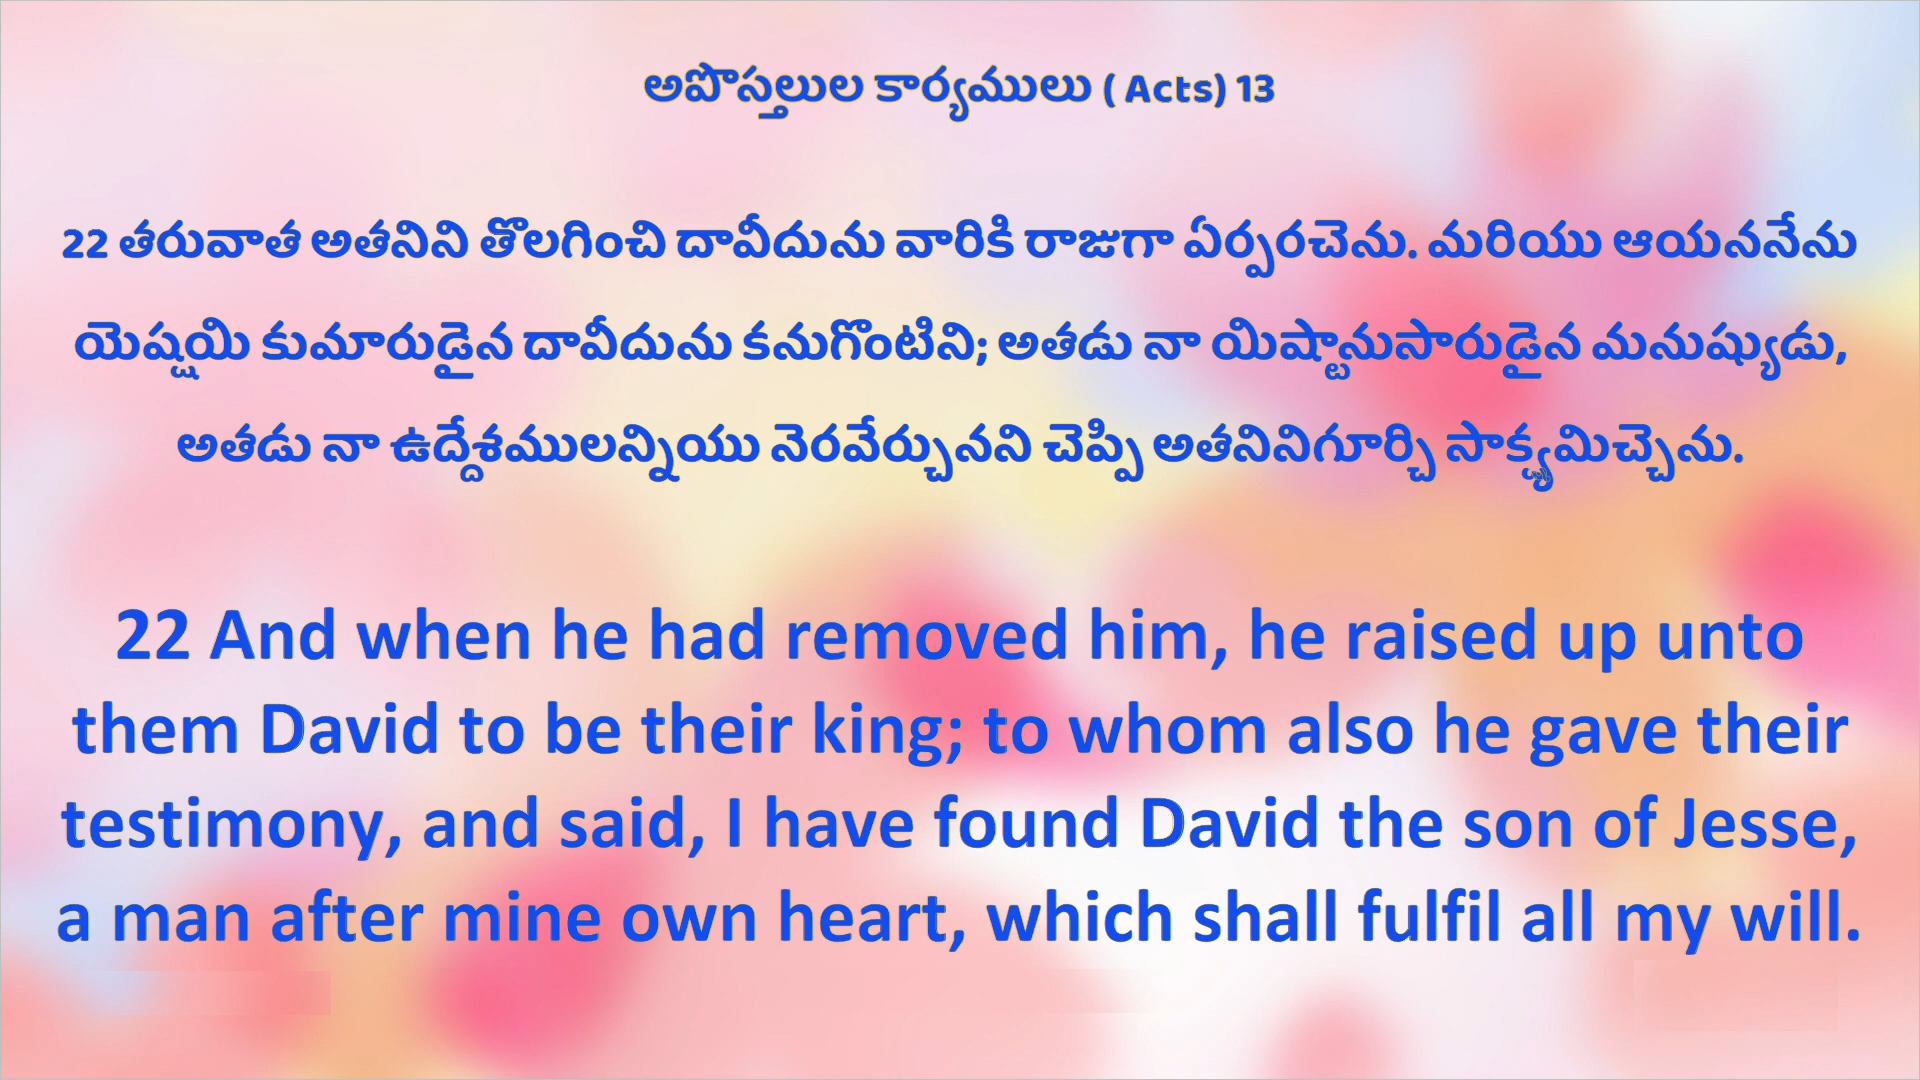 అపొస్తలుల కార్యములు ( Acts) 13
22 తరువాత అతనిని తొలగించి దావీదును వారికి రాజుగా ఏర్పరచెను. మరియు ఆయననేను
యెష్షయి కుమారుడైన దావీదును కనుగొంటిని; అతడు నా యిష్టానుసారుడైన మనుష్యుడు,
అతడు నా ఉద్దేశములన్నియు నెరవేర్చునని చెప్పి అతనినిగూర్చి సాక్ష్యమిచ్చెను.
22 And when he had removed him, he raised up unto
them David to be their king; to whom also he gave their
testimony, and said, I have found David the son of Jesse,
a man after mine own heart, which shall fulfil all my will.